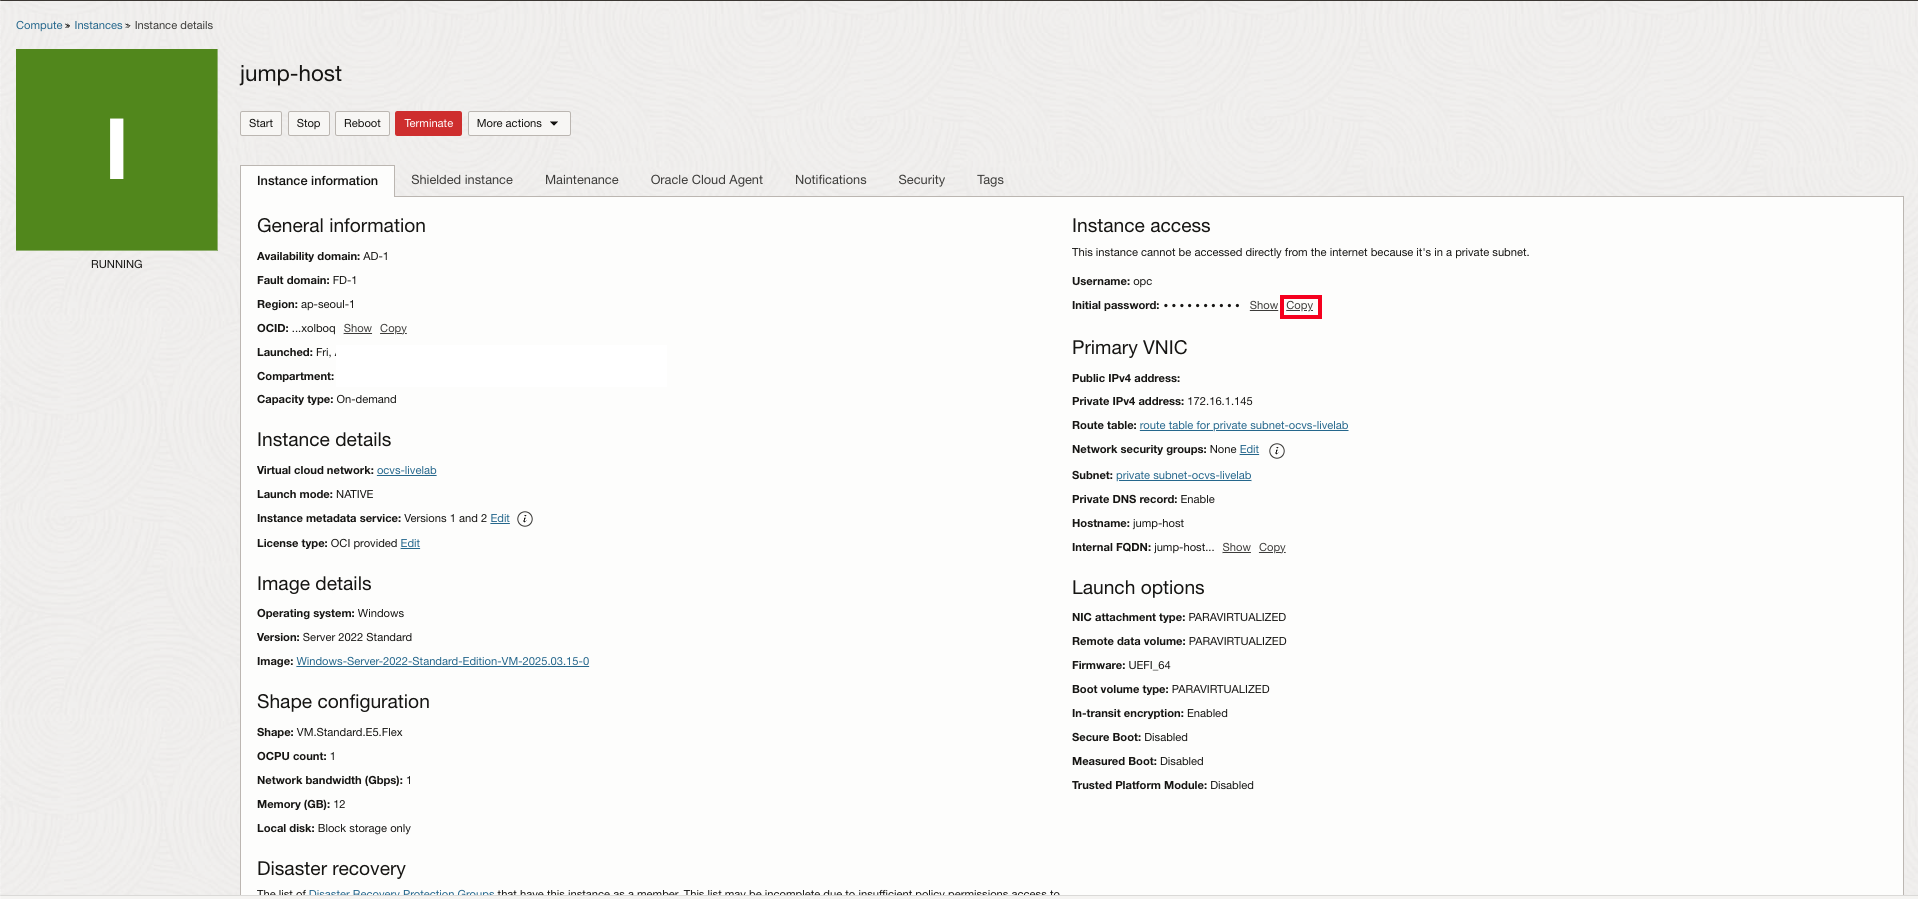 Compute » Instances » Instance details
I
RUNNING
jump-host
Start Stop Reboot Terminate More actions
Instance information Shielded instance Maintenance Oracle Cloud Agent Notifications Security Tags
General information
Availability domain: AD-1
Fault domain: FD-1
Region: ap-seoul-1
OCID: ...xolboq Show Copy
Launched: Fri,
Compartment:
Capacity type: On-demand
Instance details
Virtual cloud network: ocvs-livelab
Launch mode: NATIVE
Instance metadata service: Versions 1 and 2 Edit i
License type: OCI provided Edit
Image details
Operating system: Windows
Version: Server 2022 Standard
Image: Windows-Server-2022-Standard-Edition-VM-2025.03.15-0
Shape configuration
Shape: VM.Standard.E5.Flex
OCPU count: 1
Network bandwidth (Gbps): 1
Memory (GB): 12
Local disk: Block storage only
Disaster recovery
The list of Disaster Recovery Protection Groups that have this instance as a member. This list may be incomplete due to insufficient policy permissions access to
Instance access
This instance cannot be accessed directly from the internet because it's in a private subnet.
Username: opc
Initial password: •••••••••• Show Copy
Primary VNIC
Public IPv4 address:
Private IPv4 address: 172.16.1.145
Route table: route table for private subnet-ocvs-livelab
Network security groups: None Edit i
Subnet: private subnet-ocvs-livelab
Private DNS record: Enable
Hostname: jump-host
Internal FQDN: jump-host... Show Copy
Launch options
NIC attachment type: PARAVIRTUALIZED
Remote data volume: PARAVIRTUALIZED
Firmware: UEFI_64
Boot volume type: PARAVIRTUALIZED
In-transit encryption: Enabled
Secure Boot: Disabled
Measured Boot: Disabled
Trusted Platform Module: Disabled